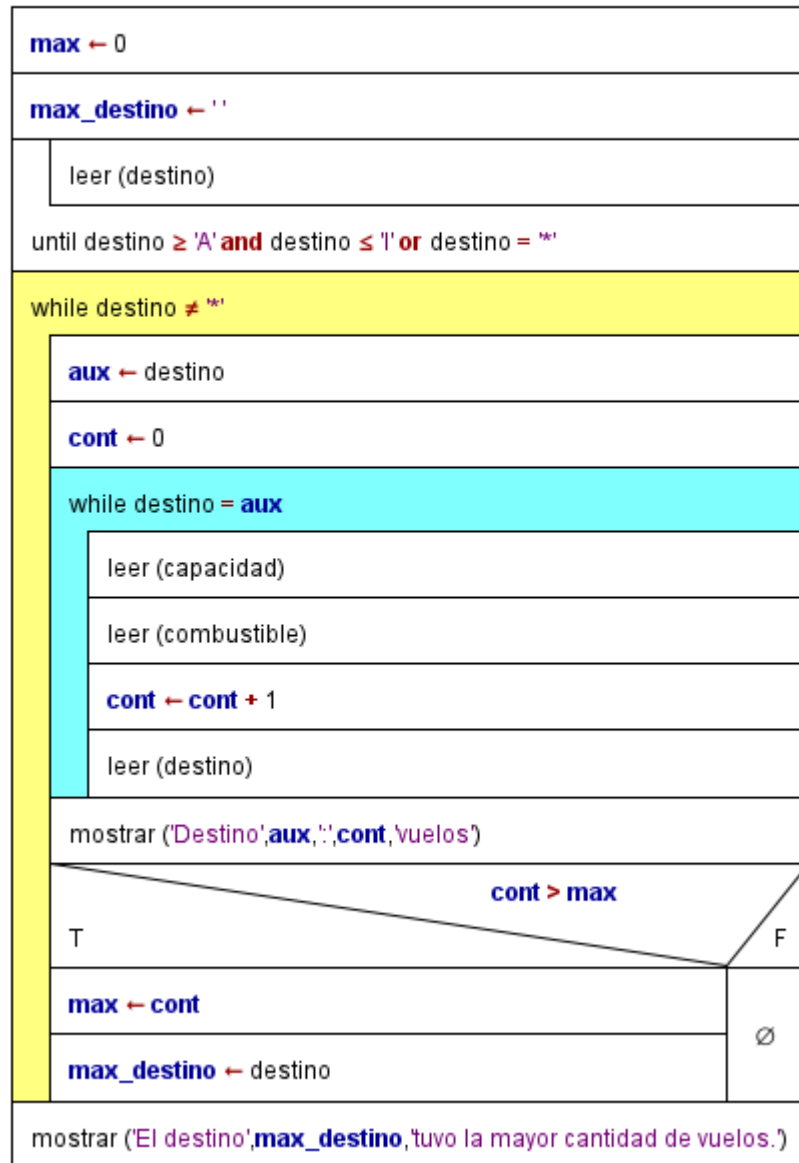 max ← 0
max_destino ← ' '
leer (destino)
until destino ≥ 'A' and destino ≤ 'I' or destino = '*'
while destino ≠ '*'
aux ← destino
cont ← 0
while destino = aux
leer (capacidad)
leer (combustible)
cont ← cont + 1
leer (destino)
mostrar ('Destino',aux,':',cont,'vuelos')
cont > max
T F
max ← cont
∅
max_destino ← destino
mostrar ('El destino',max_destino,'tuvo la mayor cantidad de vuelos.')